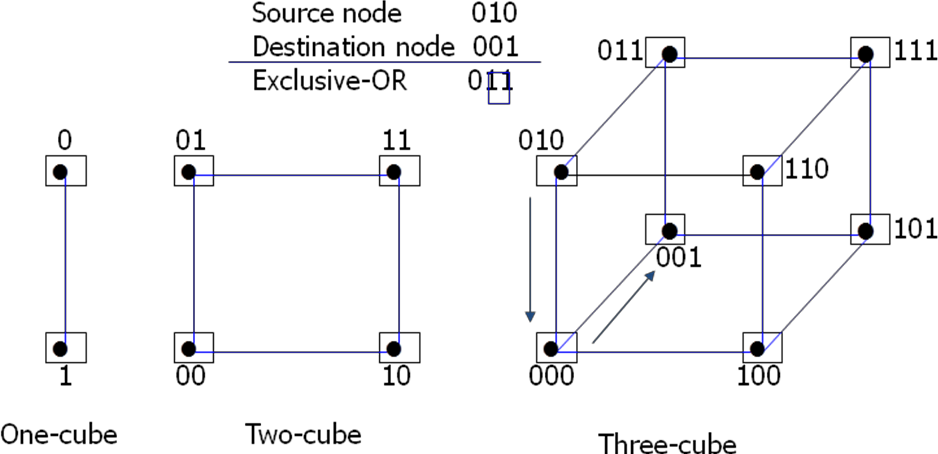 Source node 010
Destination node 001
Exclusive-OR 011
011 111
0 01 11 010
110
101
001
1 00 10 000 100
One-cube Two-cube Three-cube